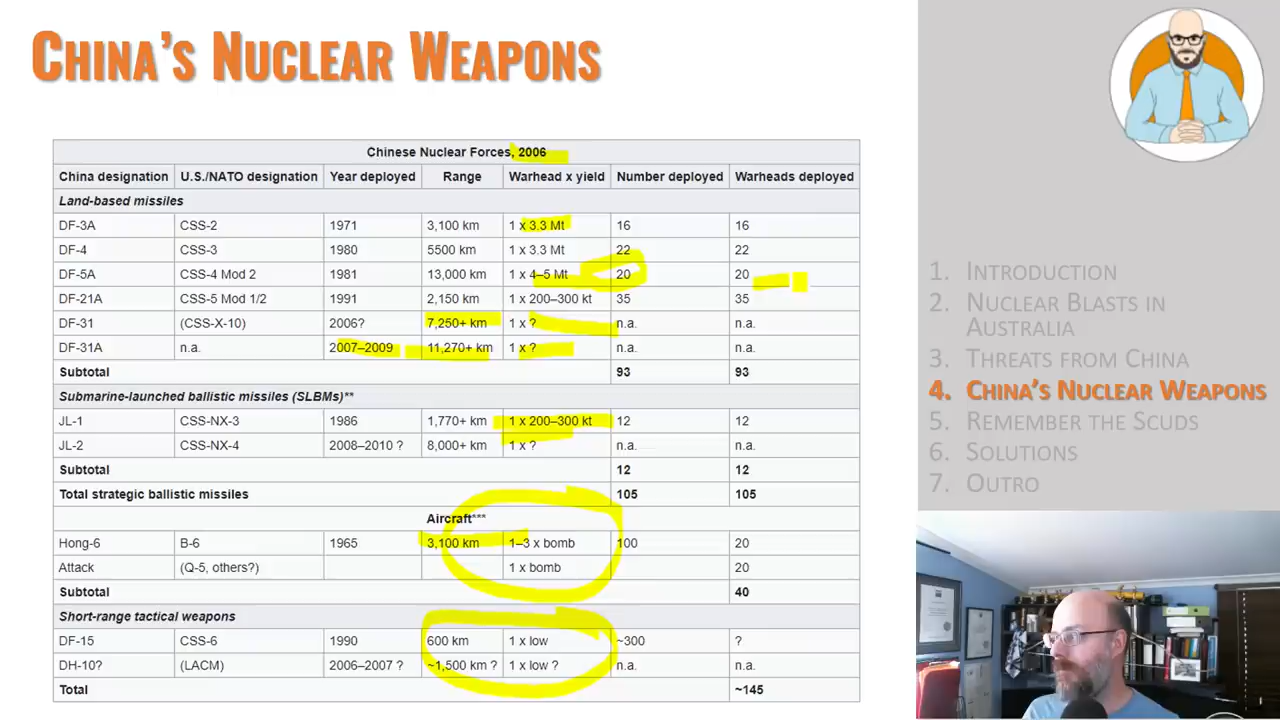 CHINA'S NUCLEAR WEAPONS
Chinese Nuclear Forces, 2006
China designation U.S./NATO designation Year deployed Range Warhead x yield Number deployed Warheads deployed
Land-based missiles
DF-3A CSS-2 1971 3,100 km 1 x 3.3 Mt 16 16
DF-4 CSS-3 1980 5500 km 1 x 3.3 Mt 22 22
DF-5A CSS-4 Mod 2 1981 13,000 km 1 x 4–5 Mt 20 20
DF-21A CSS-5 Mod 1/2 1991 2,150 km 1 x 200–300 kt 35 35
DF-31 (CSS-X-10) 2006? 7,250+ km 1 x ? n.a. n.a.
DF-31A n.a. 2007–2009 11,270+ km 1 x ? n.a. n.a.
Subtotal 93 93
Submarine-launched ballistic missiles (SLBMs)**
JL-1 CSS-NX-3 1986 1,770+ km 1 x 200–300 kt 12 12
JL-2 CSS-NX-4 2008–2010 ? 8,000+ km 1 x ? n.a. n.a.
Subtotal 12 12
Total strategic ballistic missiles 105 105
Aircraft***
Hong-6 B-6 1965 3,100 km 1–3 x bomb 100 20
Attack (Q-5, others?) 1 x bomb 20
Subtotal 40
Short-range tactical weapons
DF-15 CSS-6 1990 600 km 1 x low ~300 ?
DH-10? (LACM) 2006–2007 ? ~1,500 km ? 1 x low ? n.a. n.a.
Total ~145
1. INTRODUCTION
2. NUCLEAR BLASTS IN
AUSTRALIA
3. THREATS FROM CHINA
4. CHINA'S NUCLEAR WEAPONS
5. REMEMBER THE SCUDS
6. SOLUTIONS
7. OUTRO